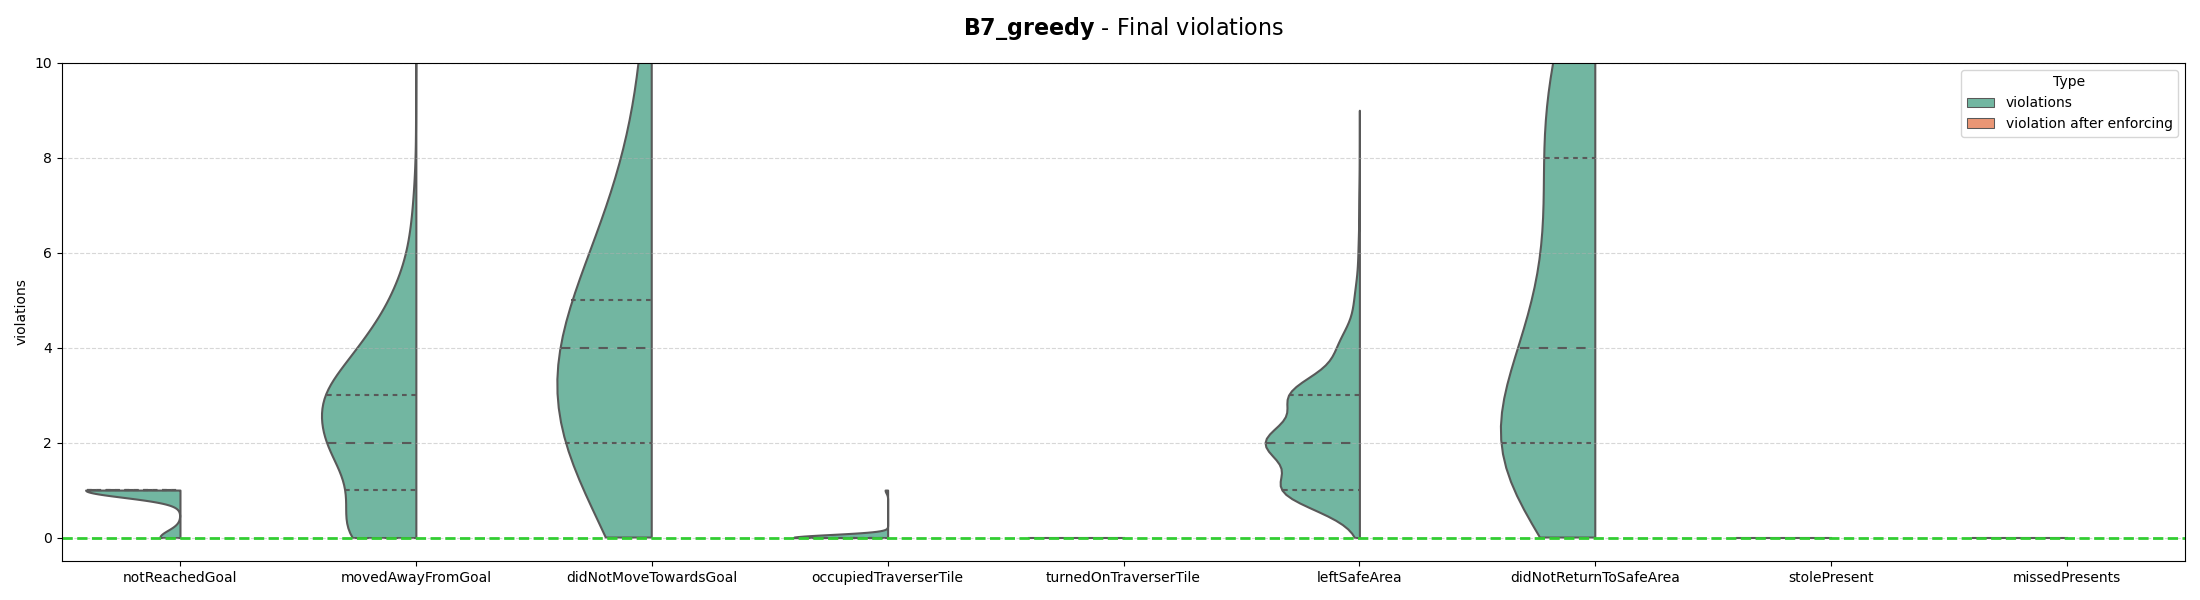 B7_greedy - Final violations
10
8
6
4
2
0
violations
Type
violations
violation after enforcing
notReachedGoal
movedAwayFromGoal
didNotMoveTowardsGoal
occupiedTraverserTile
turnedOnTraverserTile
leftSafeArea
didNotReturnToSafeArea
stolePresent
missedPresents